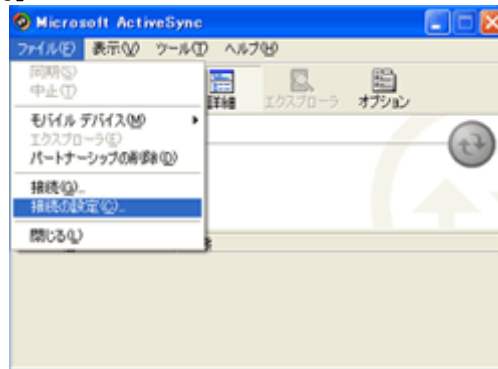 Microsoft ActiveSync
ファイル(F) 表示(V) ツール(T) ヘルプ(H)
同期(S)
中止(T)
詳細 エクスプローラ オプション
モバイル デバイス(M)
エクスプローラ(E)
パートナーシップの削除(D)
接続(G)...
接続の設定(C)...
閉じる(L)